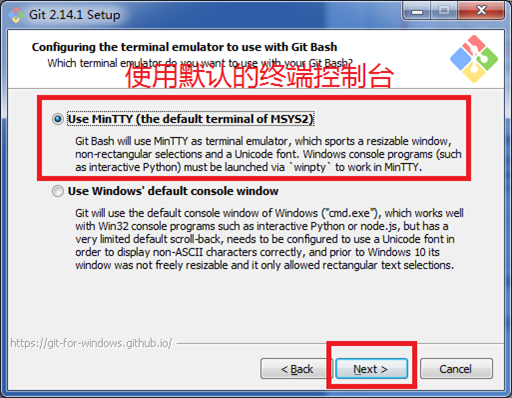 Git 2.14.1 Setup
Configuring the terminal emulator to use with Git Bash
Which terminal emulator do you want to use with your Git Bash?
使用默认的终端控制台
Use MinTTY (the default terminal of MSYS2)
Git Bash will use MinTTY as terminal emulator, which sports a resizable window,
non-rectangular selections and a Unicode font. Windows console programs (such
as interactive Python) must be launched via `winpty` to work in MinTTY.
Use Windows' default console window
Git will use the default console window of Windows ("cmd.exe"), which works well
with Win32 console programs such as interactive Python or node.js, but has a
very limited default scroll-back, needs to be configured to use a Unicode font in
order to display non-ASCII characters correctly, and prior to Windows 10 its
window was not freely resizable and it only allowed rectangular text selections.
https://git-for-windows.github.io/
< Back
Next >
Cancel